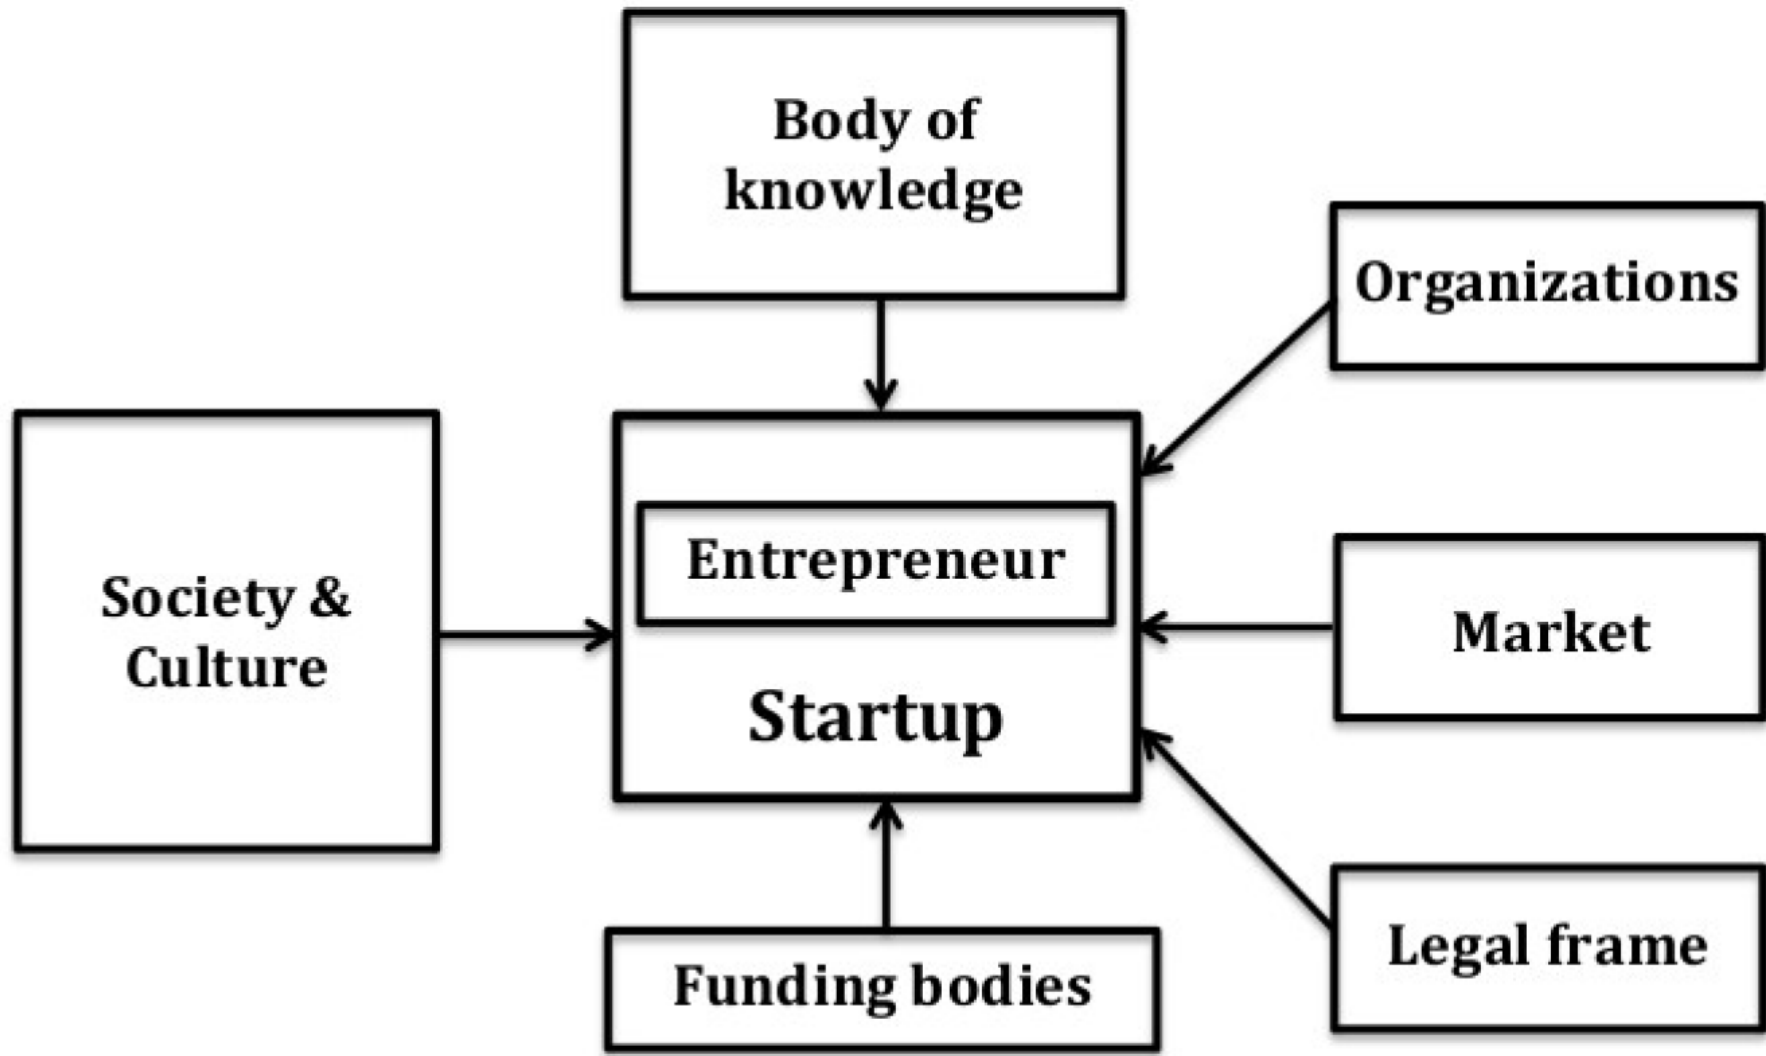 Body of
knowledge
Organizations
Society &
Culture
Entrepreneur
Startup
Market
Funding bodies
Legal frame